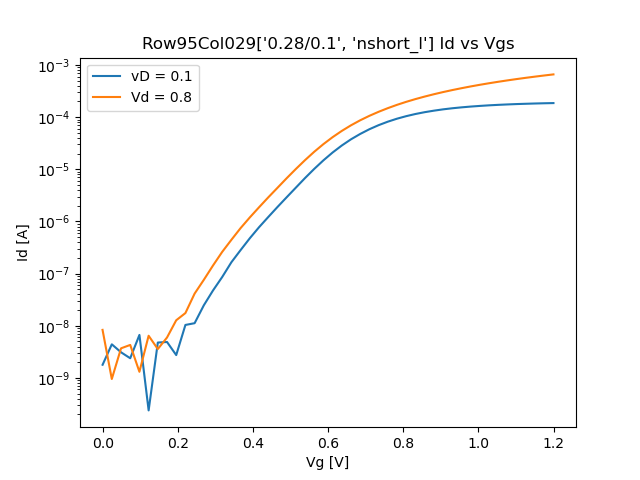 Row95Col029['0.28/0.1', 'nshort_l'] Id vs Vgs
vD = 0.1
Vd = 0.8
10⁻³
10⁻⁴
10⁻⁵
10⁻⁶
10⁻⁷
10⁻⁸
10⁻⁹
Id [A]
0.0 0.2 0.4 0.6 0.8 1.0 1.2
Vg [V]